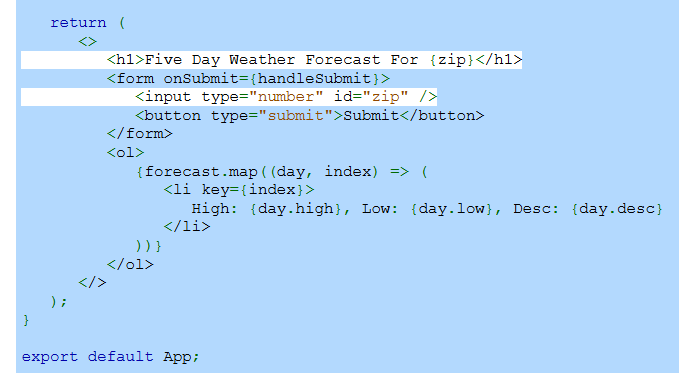 return (
<>
<h1>Five Day Weather Forecast For {zip}</h1>
<form onSubmit={handleSubmit}>
<input type="number" id="zip" />
<button type="submit">Submit</button>
</form>
<ol>
{forecast.map((day, index) => (
<li key={index}>
High: {day.high}, Low: {day.low}, Desc: {day.desc}
</li>
))}
</ol>
</>
);
}
export default App;